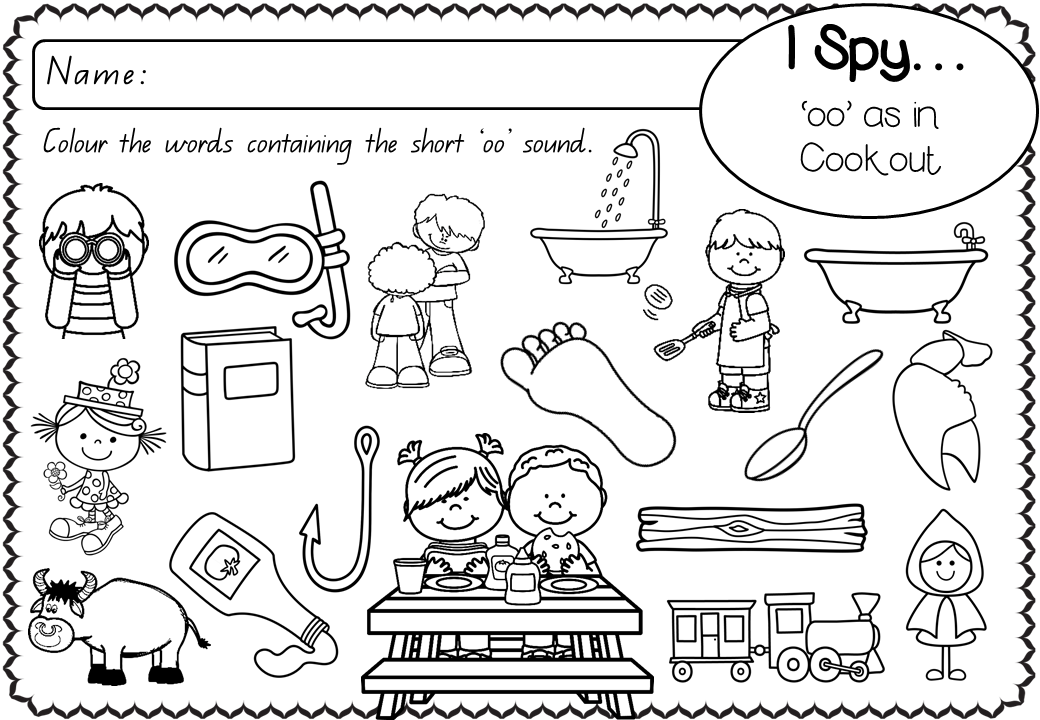 I Spy...
'oo' as in
Cook out
Name:
Colour the words containing the short 'oo' sound.